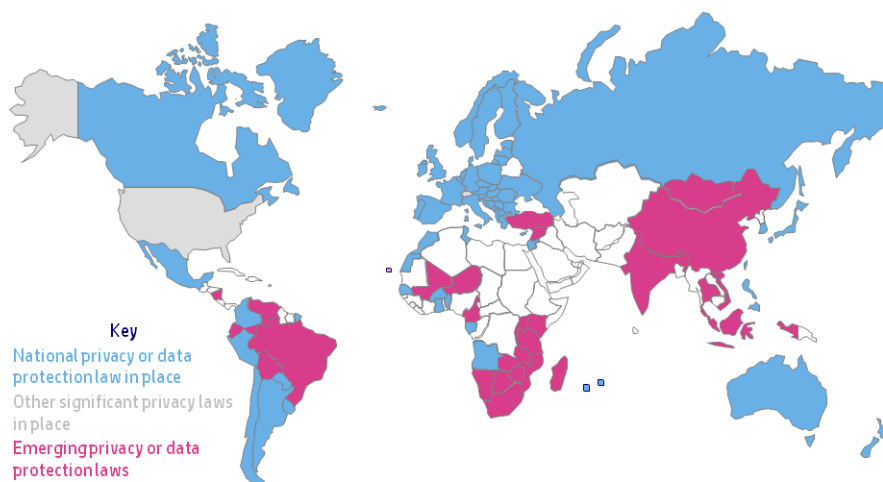 Key
National privacy or data
protection law in place
Other significant privacy laws
in place
Emerging privacy or data
protection laws